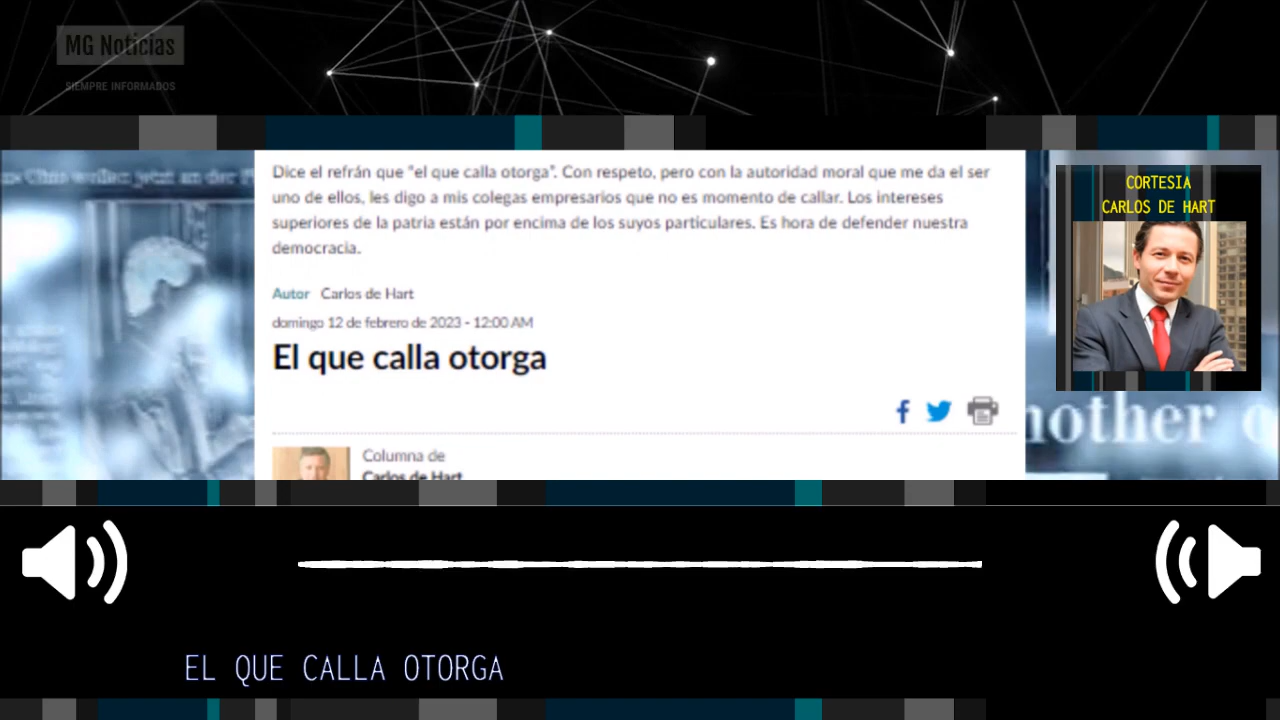 MG Noticias
SIEMPRE INFORMADOS
Dice el refrán que "el que calla otorga". Con respeto, pero con la autoridad moral que me da el ser
uno de ellos, les digo a mis colegas empresarios que no es momento de callar. Los intereses
superiores de la patria están por encima de los suyos particulares. Es hora de defender nuestra
democracia.
Autor Carlos de Hart
domingo 12 de febrero de 2023 - 12:00 AM
El que calla otorga
Columna de
Carlos de Hart
CORTESIA
CARLOS DE HART
nother
EL QUE CALLA OTORGA